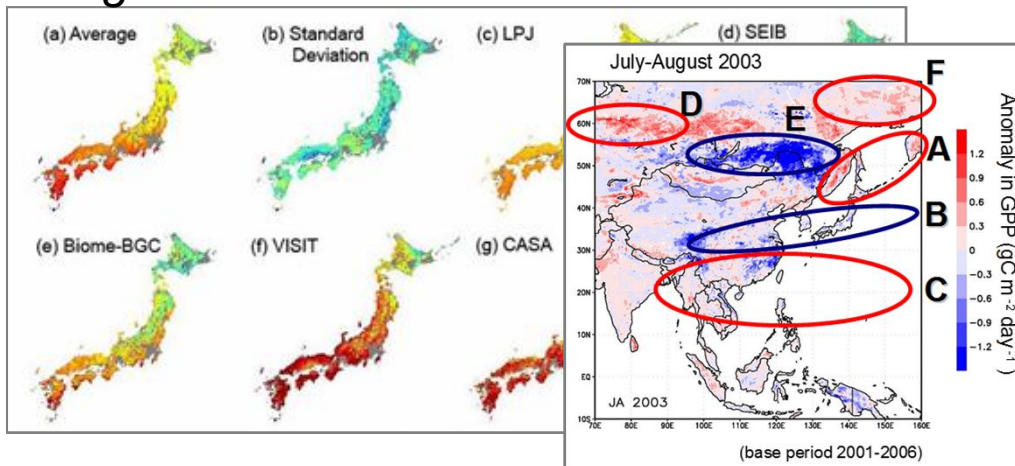 (a) Average
(b) Standard
Deviation
(c) LPJ
(d) SEIB
(e) Biome-BGC
(f) VISIT
(g) CASA
July-August 2003
70N
60N
50N
40N
30N
20N
10N
EQ
10S
70E
80E
90E
100E
110E
120E
130E
140E
150E
160E
JA 2003
D
E
F
A
B
C
1.2
0.9
0.6
0.3
0
−0.3
−0.6
−0.9
−1.2
Anomaly in GPP (gC m⁻² day⁻¹ )
(base period 2001-2006)